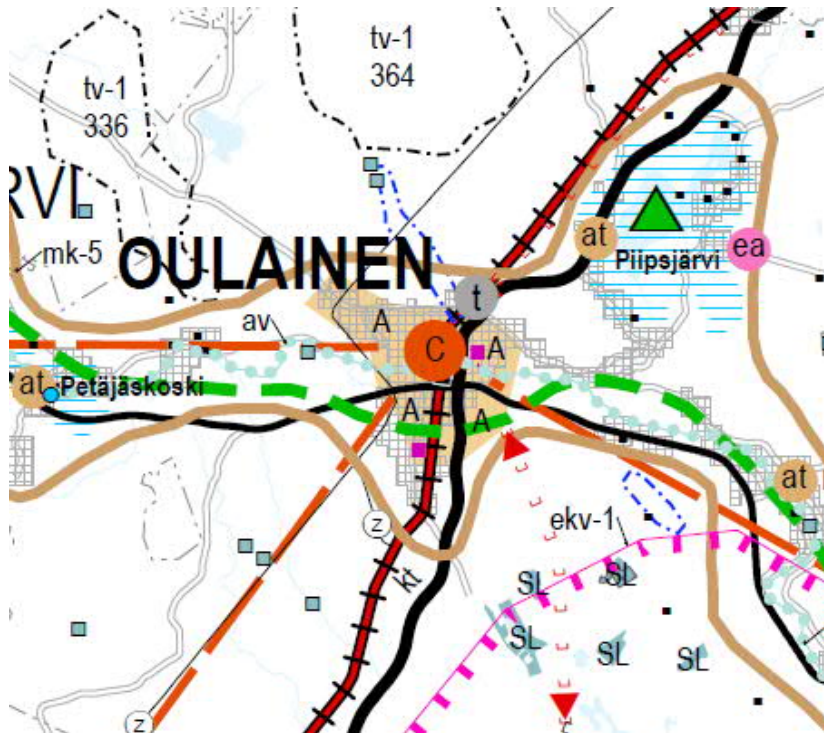 tv-1
364
tv-1
336
RVI
mk-5
OULAINEN
at
Piipsjärvi
ea
t
av
A
C
A
at
Petäjäskoski
A
A
at
z
ekv-1
kt
SL
SL
SL
SL
SL
z